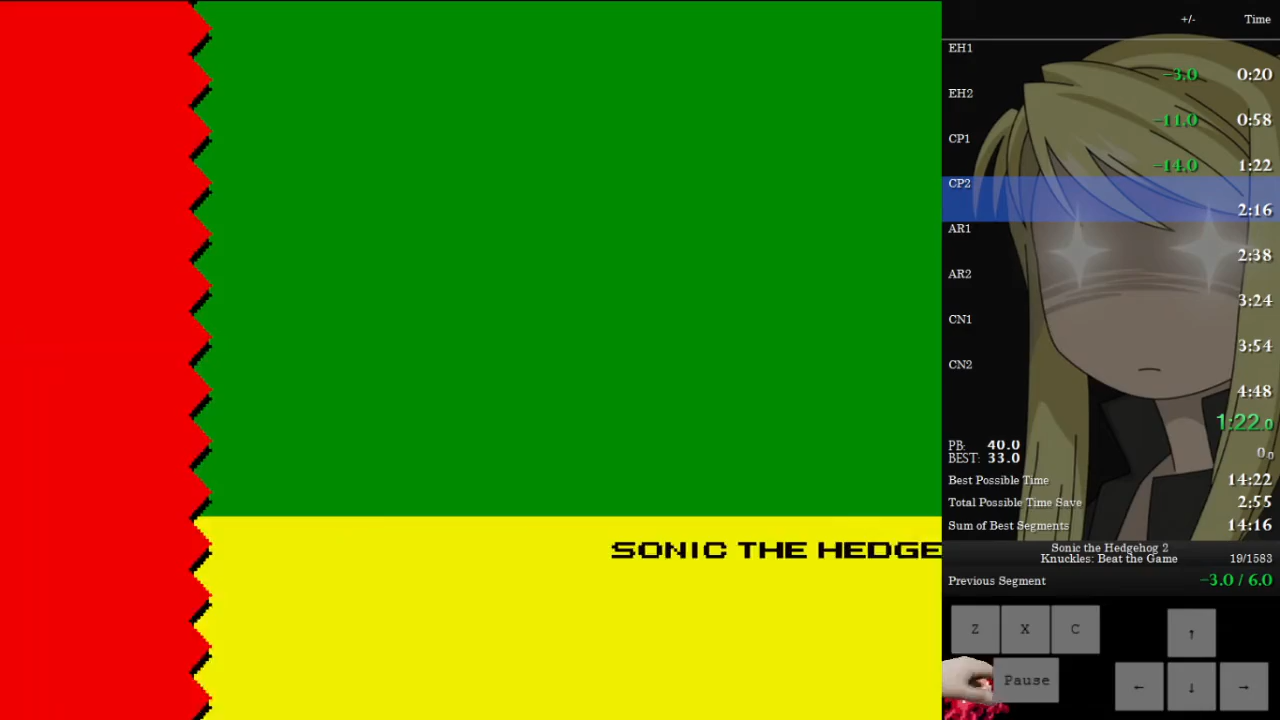 +/- Time
EH1
-3.0 0:20
EH2
-11.0 0:58
CP1
-14.0 1:22
CP2
2:16
AR1
2:38
AR2
3:24
CN1
3:54
CN2
4:48
1:22.0
PB: 40.0
0.0
BEST: 33.0
Best Possible Time 14:22
Total Possible Time Save 2:55
Sum of Best Segments 14:16
SONIC THE HEDGE
Sonic the Hedgehog 2
Knuckles: Beat the Game 19/1583
Previous Segment -3.0 / 6.0
Z X C ↑
Pause ← ↓ →